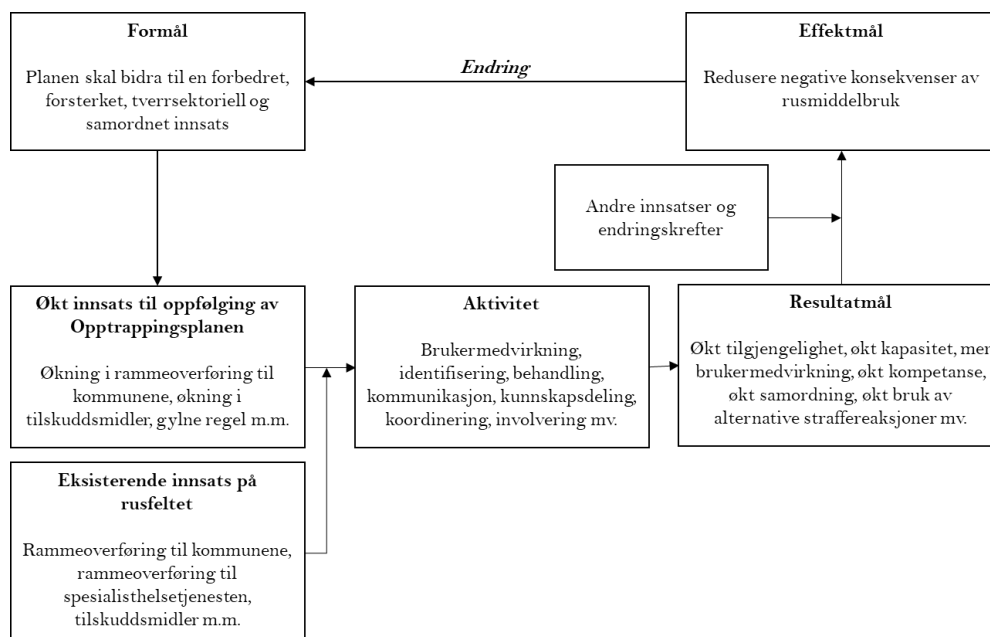 Formål
Planen skal bidra til en forbedret,
forsterket, tverrsektoriell og
samordnet innsats
Endring
Effektmål
Redusere negative konsekvenser av
rusmiddelbruk
Andre innsatser og
endringskrefter
Økt innsats til oppfølging av
Opptrappingsplanen
Økning i rammeoverføring til
kommunene, økning i
tilskuddsmidler, gylne regel m.m.
Aktivitet
Brukermedvirkning,
identifisering, behandling,
kommunikasjon, kunnskapsdeling,
koordinering, involvering mv.
Resultatmål
Økt tilgjengelighet, økt kapasitet, mer
brukermedvirkning, økt kompetanse,
økt samordning, økt bruk av
alternative straffereaksjoner mv.
Eksisterende innsats på
rusfeltet
Rammeoverføring til kommunene,
rammeoverføring til
spesialisthelsetjenesten,
tilskuddsmidler m.m.